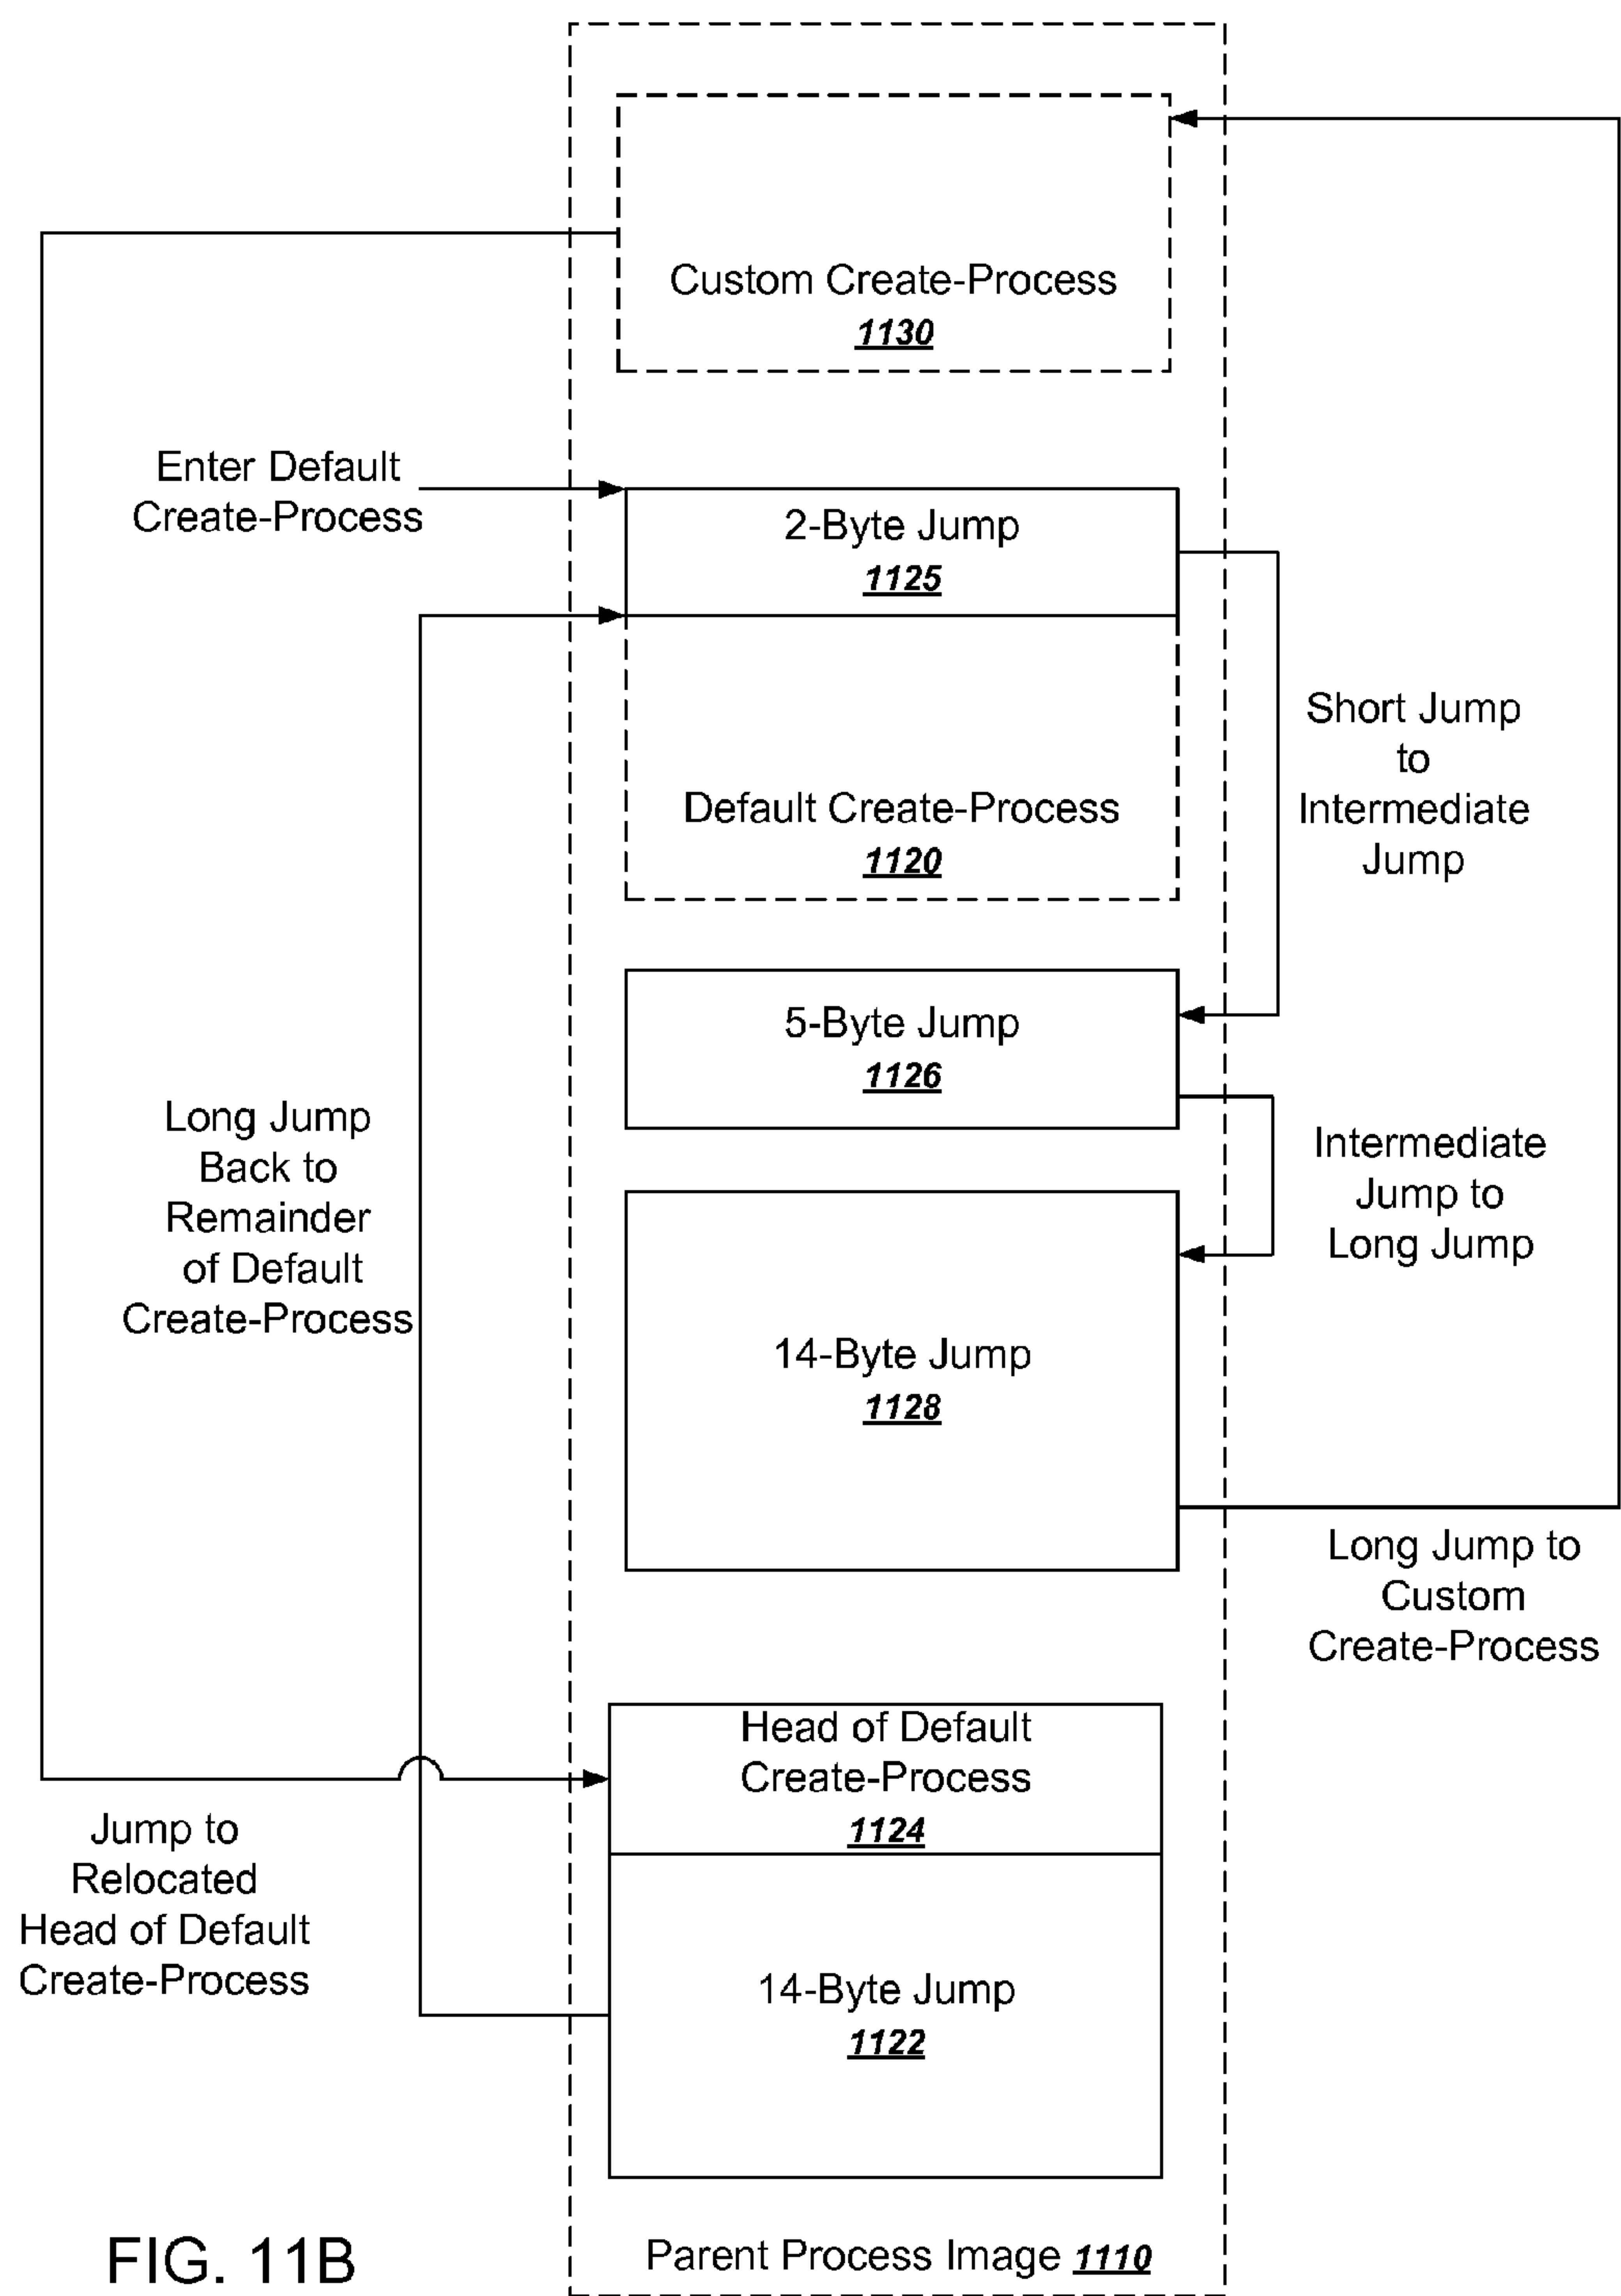 Custom Create-Process
1130
Enter Default
Create-Process
2-Byte Jump
1125
Short Jump
to
Intermediate
Jump
Default Create-Process
1120
5-Byte Jump
1126
Long Jump
Back to
Remainder
of Default
Create-Process
Intermediate
Jump to
Long Jump
14-Byte Jump
1128
Long Jump to
Custom
Create-Process
Head of Default
Create-Process
1124
Jump to
Relocated
Head of Default
Create-Process
14-Byte Jump
1122
FIG. 11B
Parent Process Image 1110